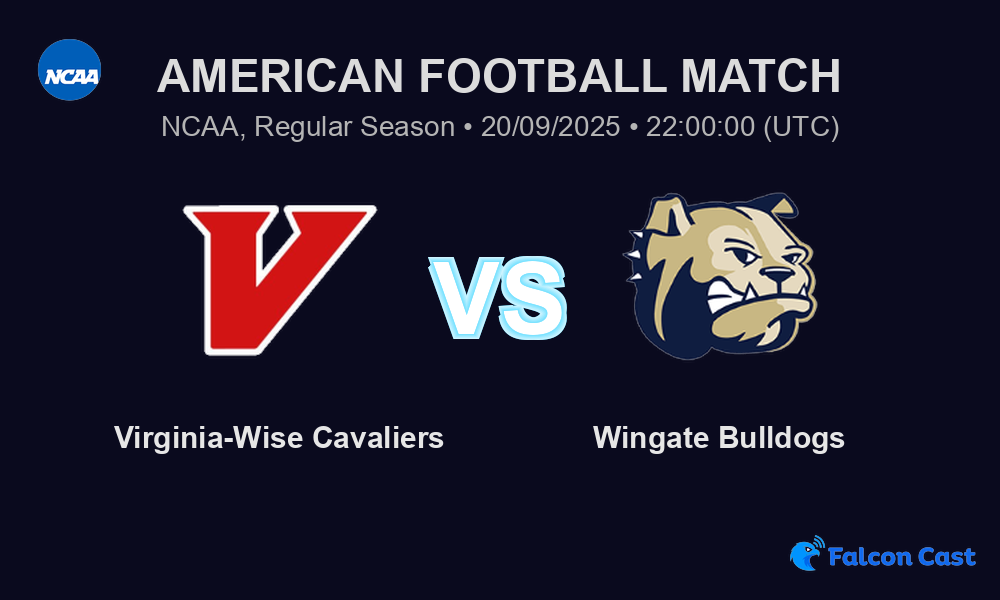 NCAA
AMERICAN FOOTBALL MATCH
NCAA, Regular Season • 20/09/2025 • 22:00:00 (UTC)
V
VS
Virginia-Wise Cavaliers
Wingate Bulldogs
Falcon Cast